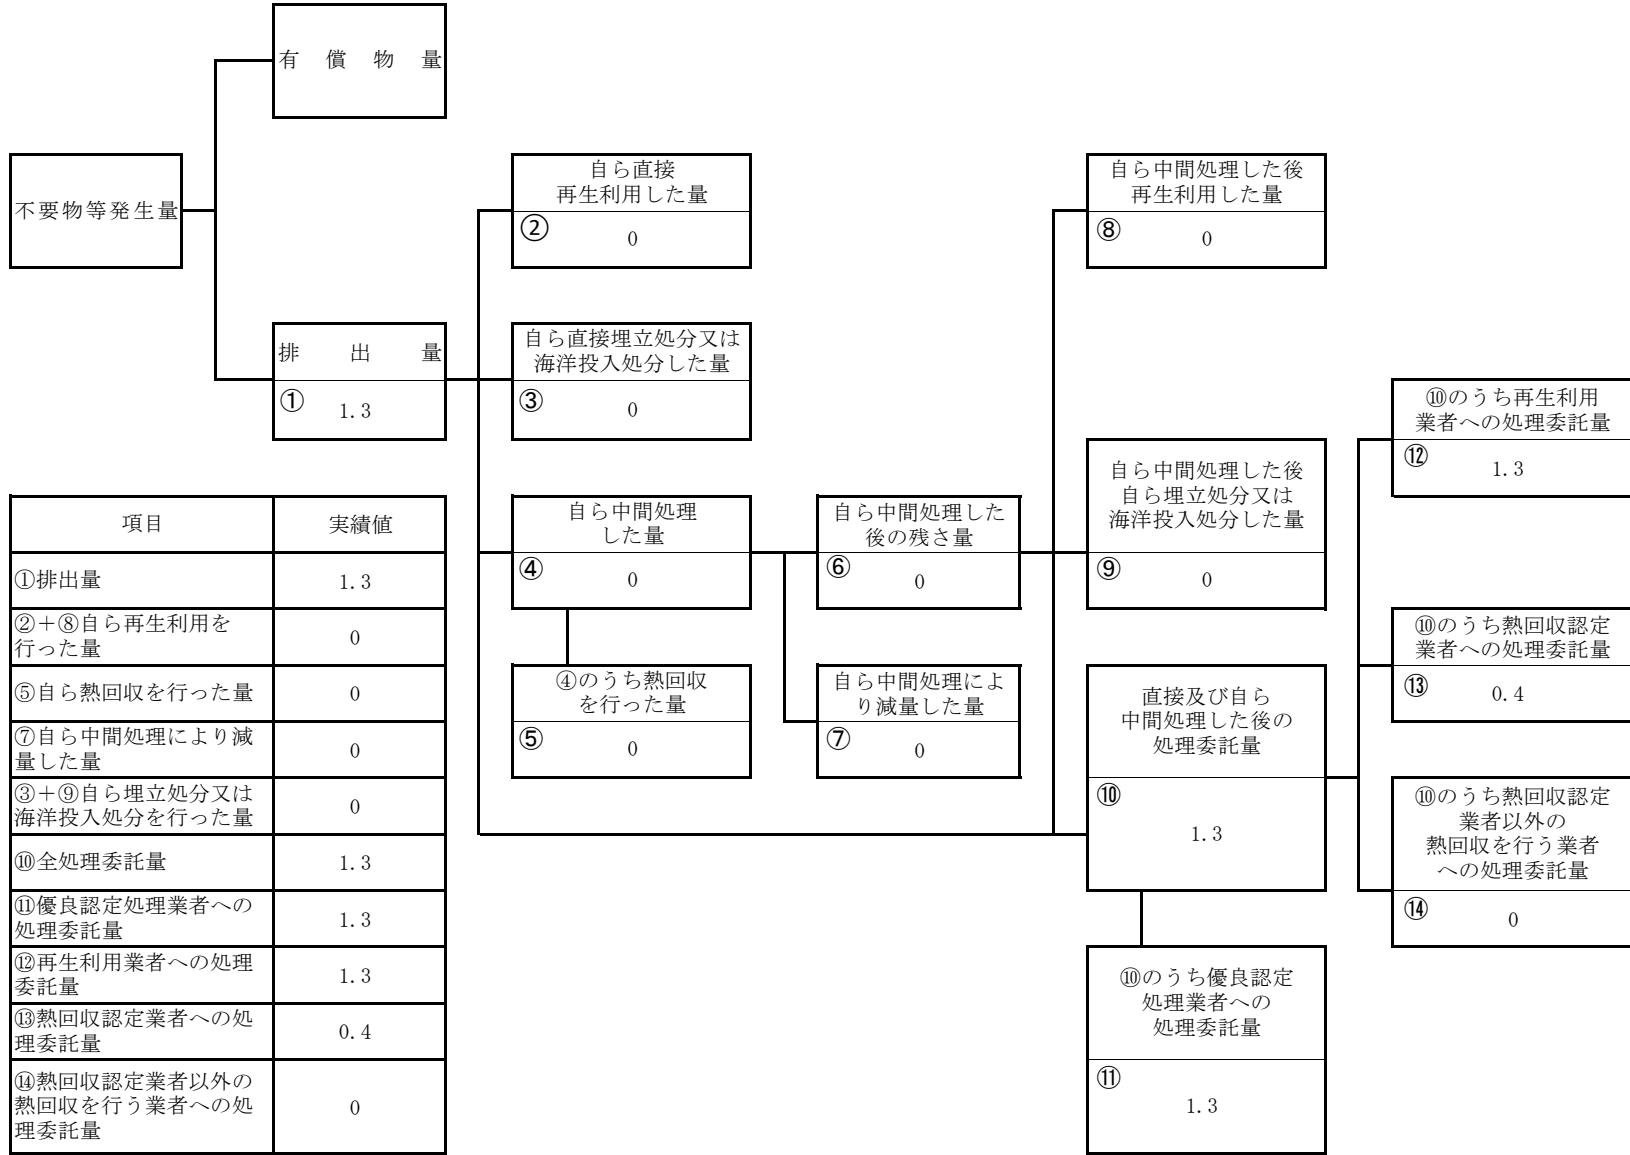 有償物量
不要物等発生量
排出量
①
1.3
自ら直接
再生利用した量
②
0
自ら直接埋立処分又は
海洋投入処分した量
③
0
自ら中間処理
した量
④
0
④のうち熱回収
を行った量
⑤
0
自ら中間処理した
後の残さ量
⑥
0
自ら中間処理によ
り減量した量
⑦
0
自ら中間処理した後
再生利用した量
⑧
0
自ら中間処理した後
自ら埋立処分又は
海洋投入処分した量
⑨
0
直接及び自ら
中間処理した後の
処理委託量
⑩
1.3
⑩のうち優良認定
処理業者への
処理委託量
⑪
1.3
⑩のうち再生利用
業者への処理委託量
⑫
1.3
⑩のうち熱回収認定
業者への処理委託量
⑬
0.4
⑩のうち熱回収認定
業者以外の
熱回収を行う業者
への処理委託量
⑭
0
項目 実績値
①排出量 1.3
②＋⑧自ら再生利用を
行った量
0
⑤自ら熱回収を行った量 0
⑦自ら中間処理により減
量した量
0
③＋⑨自ら埋立処分又は
海洋投入処分を行った量
0
⑩全処理委託量 1.3
⑪優良認定処理業者への
処理委託量
1.3
⑫再生利用業者への処理
委託量
1.3
⑬熱回収認定業者への処
理委託量
0.4
⑭熱回収認定業者以外の
熱回収を行う業者への処
理委託量
0